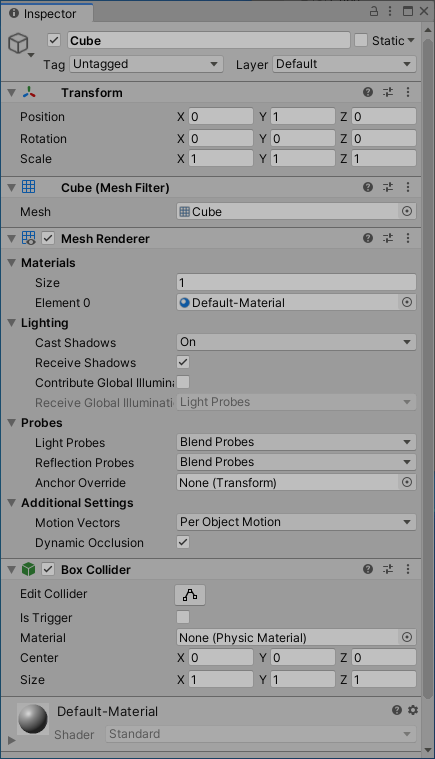 Inspector
Cube Static
Tag Untagged Layer Default
Transform
Position X 0 Y 1 Z 0
Rotation X 0 Y 0 Z 0
Scale X 1 Y 1 Z 1
Cube (Mesh Filter)
Mesh Cube
Mesh Renderer
Materials
Size 1
Element 0 Default-Material
Lighting
Cast Shadows On
Receive Shadows
Contribute Global Illumina
Receive Global Illuminati Light Probes
Probes
Light Probes Blend Probes
Reflection Probes Blend Probes
Anchor Override None (Transform)
Additional Settings
Motion Vectors Per Object Motion
Dynamic Occlusion
Box Collider
Edit Collider
Is Trigger
Material None (Physic Material)
Center X 0 Y 0 Z 0
Size X 1 Y 1 Z 1
Default-Material
Shader Standard